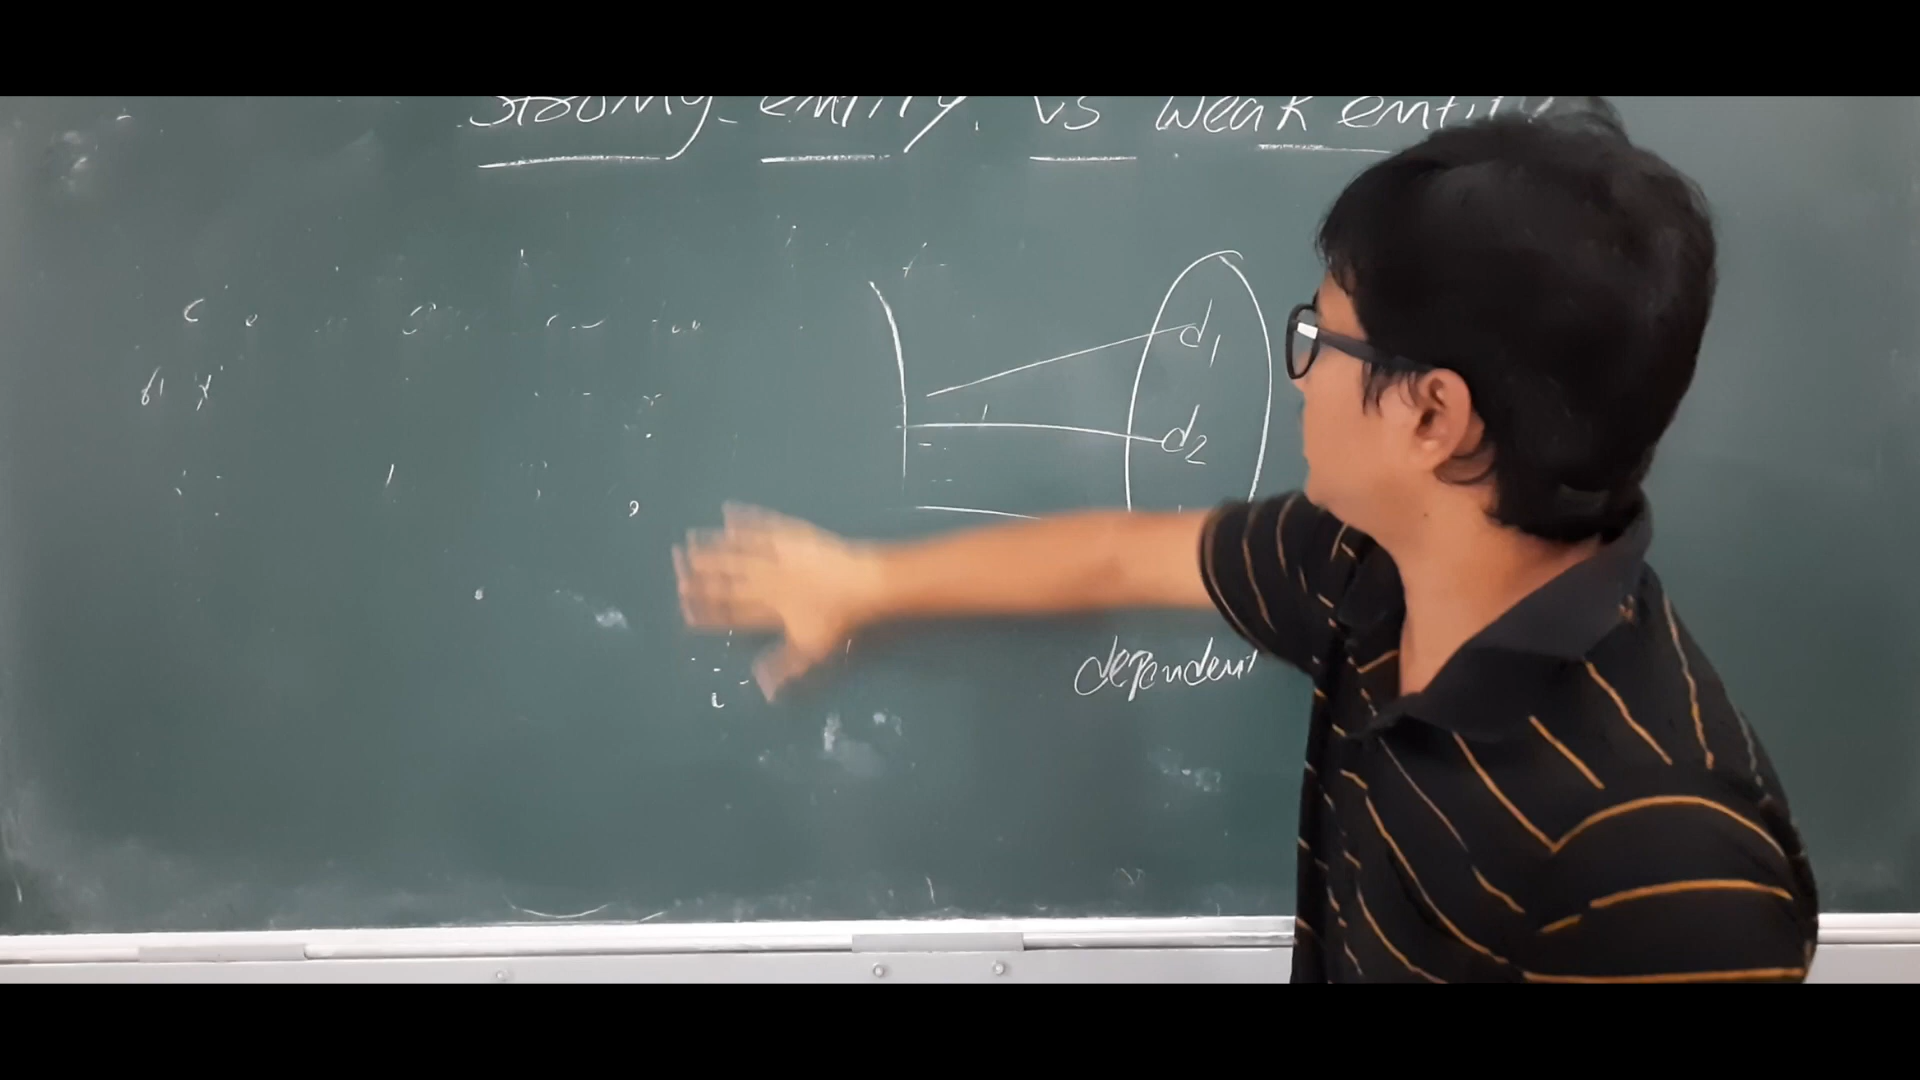 Strong entity vs weak entity
d1
d2
dependent